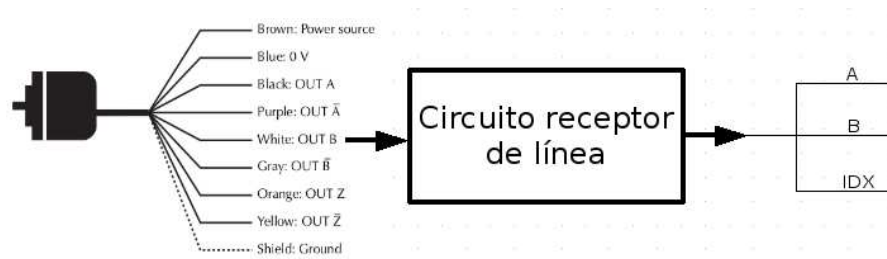 Brown: Power source
Blue: 0 V
Black: OUT A
Purple: OUT A̅
White: OUT B
Gray: OUT B̅
Orange: OUT Z
Yellow: OUT Z̅
Shield: Ground
Circuito receptor
de línea
A
B
IDX